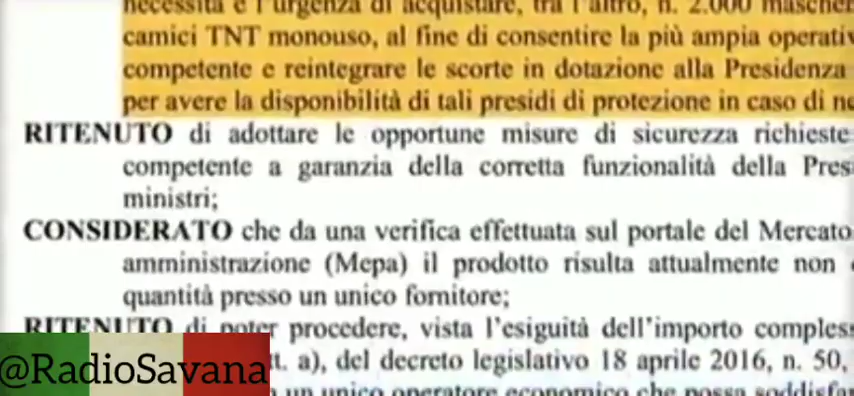 necessità e l'urgenza di acquistare, tra l'altro, n. 2.000
camici TNT monouso, al fine di consentire la più ampia
competente e reintegrare le scorte in dotazione alla Presidenza
per avere la disponibilità di tali presidi di protezione in caso di
RITENUTO di adottare le opportune misure di sicurezza richieste
competente a garanzia della corretta funzionalità della
ministri;
CONSIDERATO che da una verifica effettuata sul portale del Mercato
amministrazione (Mepa) il prodotto risulta attualmente non
quantità presso un unico fornitore;
RITENUTO di poter procedere, vista l'esiguità dell'importo
a), del decreto legislativo 18 aprile 2016, n. 50,
un unico operatore economico che possa
@RadioSavana